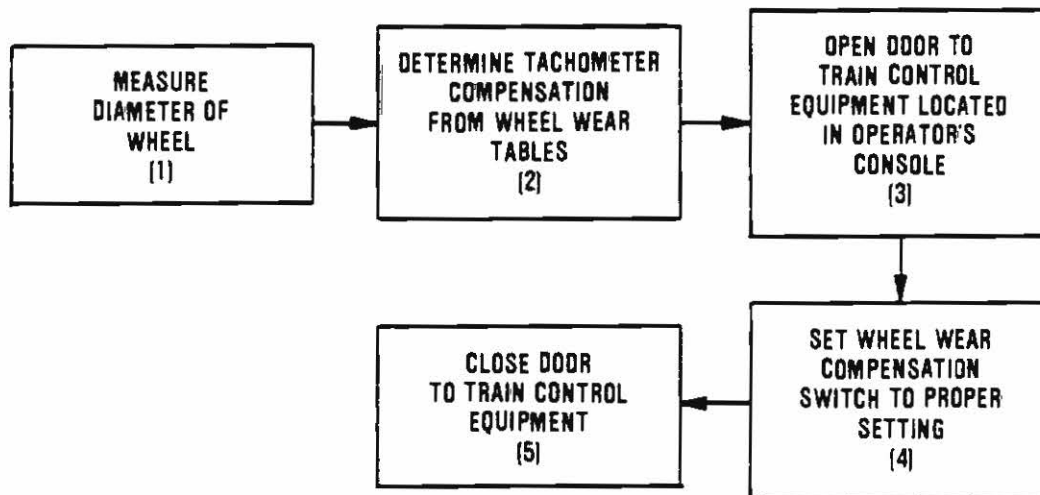 MEASURE
DIAMETER OF
WHEEL
(1)
DETERMINE TACHOMETER
COMPENSATION
FROM WHEEL WEAR
TABLES
(2)
OPEN DOOR TO
TRAIN CONTROL
EQUIPMENT LOCATED
IN OPERATOR'S
CONSOLE
(3)
SET WHEEL WEAR
COMPENSATION
SWITCH TO PROPER
SETTING
(4)
CLOSE DOOR
TO TRAIN CONTROL
EQUIPMENT
(5)